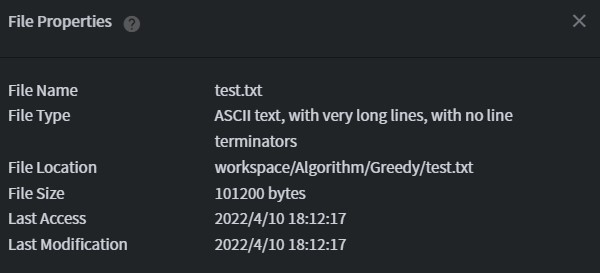 File Properties ?
File Name test.txt
File Type ASCII text, with very long lines, with no line
terminators
File Location workspace/Algorithm/Greedy/test.txt
File Size 101200 bytes
Last Access 2022/4/10 18:12:17
Last Modification 2022/4/10 18:12:17